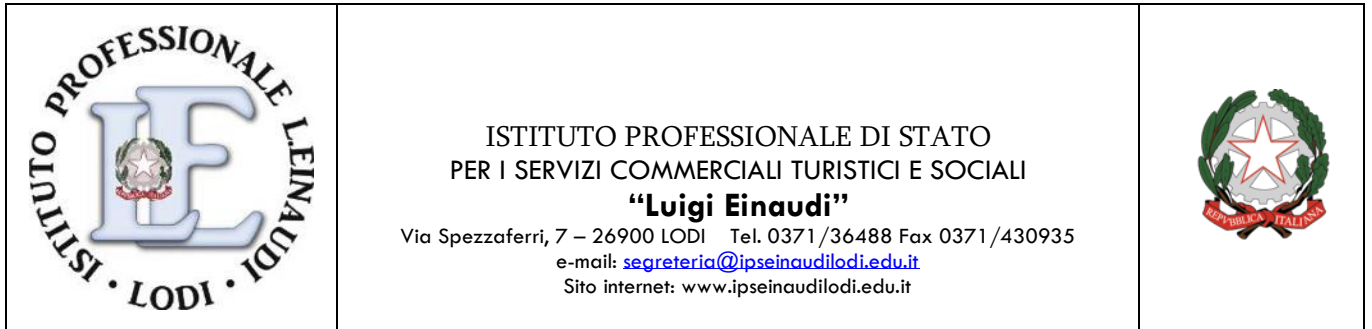 ISTITUTO PROFESSIONALE L.EINAUDI
· LODI ·
LE
ISTITUTO PROFESSIONALE DI STATO
PER I SERVIZI COMMERCIALI TURISTICI E SOCIALI
“Luigi Einaudi”
Via Spezzaferri, 7 – 26900 LODI Tel. 0371/36488 Fax 0371/430935
e-mail: segreteria@ipseinaudilodi.edu.it
Sito internet: www.ipseinaudilodi.edu.it
REPVBBLICA ITALIANA